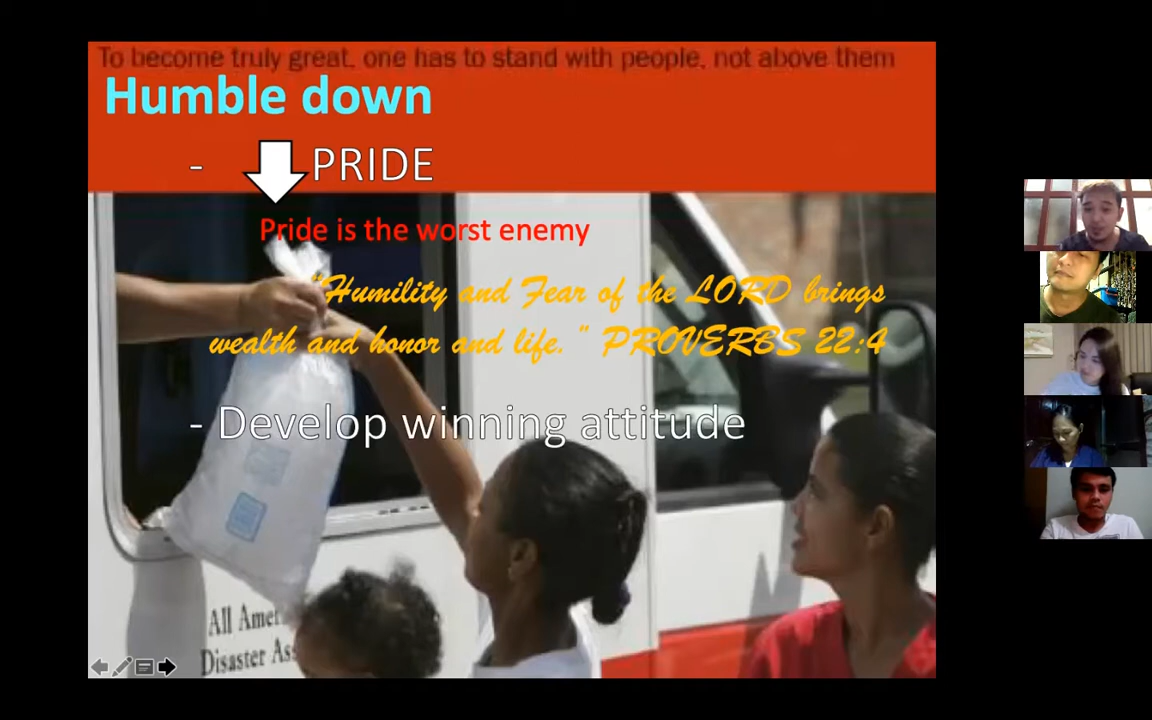 To become truly great, one has to stand with people, not above them
Humble down
- PRIDE
Pride is the worst enemy
"Humility and Fear of the LORD brings
wealth and honor and life." PROVERBS 22:4
- Develop winning attitude
All Amer
Disaster Ass